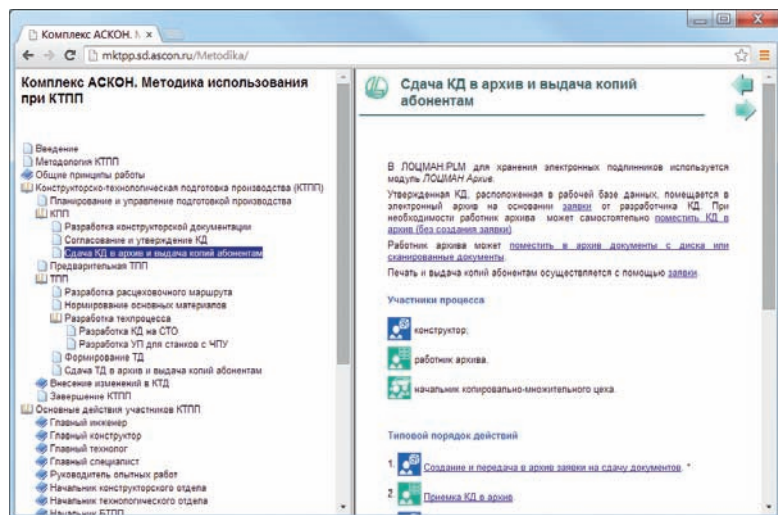 Комплекс АСКОН. М
mktpp.sd.ascon.ru/Metodika/
Комплекс АСКОН. Методика использования
при КТПП
Введение
Методология КТПП
Общие принципы работы
Конструкторско-технологическая подготовка производства (КТПП)
Планирование и управление подготовкой производства
КПП
Разработка конструкторской документации
Согласование и утверждение КД
Сдача КД в архив и выдача копий абонентам
Предварительная ТПП
ТПП
Разработка расцеховочного маршрута
Нормирование основных материалов
Разработка техпроцесса
Разработка КД на СТО
Разработка УП для станков с ЧПУ
Формирование ТД
Сдача ТД в архив и выдача копий абонентам
Внесение изменений в КТД
Завершение КТПП
Основные действия участников КТПП
Главный инженер
Главный конструктор
Главный технолог
Главный специалист
Руководитель опытных работ
Начальник конструкторского отдела
Начальник технологического отдела
Начальник БТПП
Сдача КД в архив и выдача копий
абонентам
В ЛОЦМАН:PLM для хранения электронных подлинников используется
модуль ЛОЦМАН Архив.
Утвержденная КД, расположенная в рабочей базе данных, помещается в
электронный архив на основании заявки от разработчика КД. При
необходимости работник архива может самостоятельно поместить КД в
архив (без создания заявки).
Работник архива может поместить в архив документы с диска или
сканированные документы.
Печать и выдача копий абонентам осуществляется с помощью заявки.
Участники процесса
конструктор.
работник архива.
начальник копировально-множительного цеха.
Типовой порядок действий
1. Создание и передача в архив заявки на сдачу документов. *
2. Приемка КД в архив